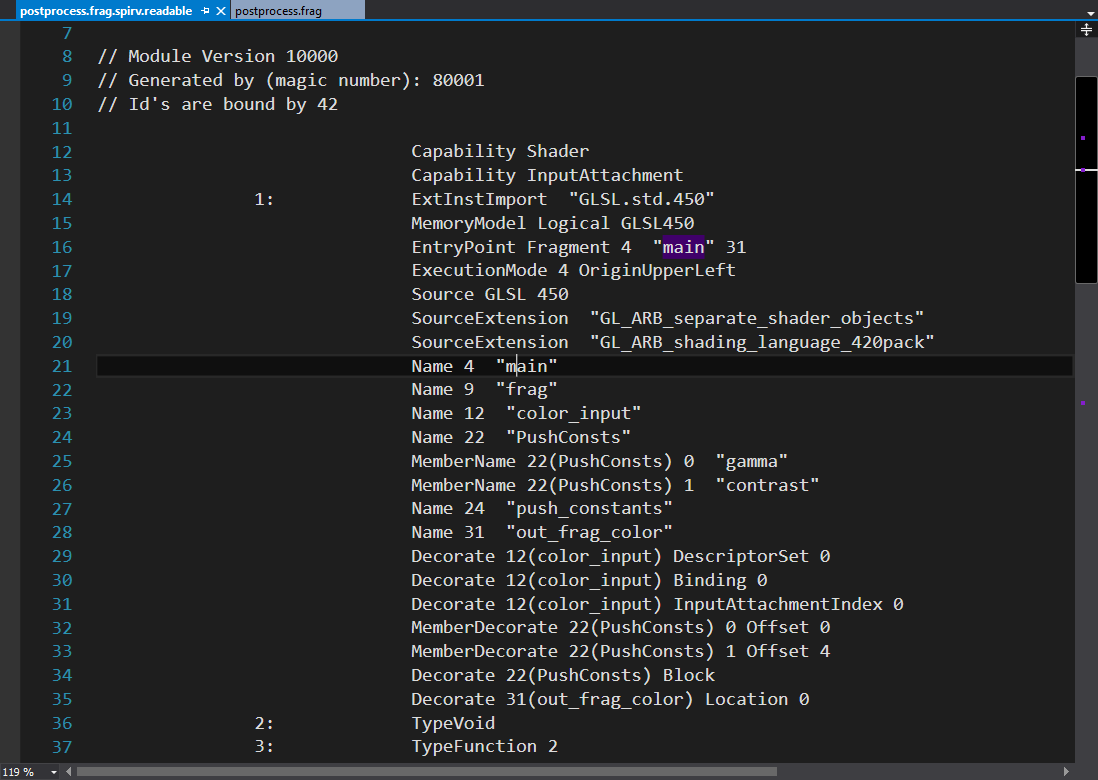 postprocess.frag.spirv.readable postprocess.frag
7
8 // Module Version 10000
9 // Generated by (magic number): 80001
10 // Id's are bound by 42
11
12 Capability Shader
13 Capability InputAttachment
14 1: ExtInstImport "GLSL.std.450"
15 MemoryModel Logical GLSL450
16 EntryPoint Fragment 4 "main" 31
17 ExecutionMode 4 OriginUpperLeft
18 Source GLSL 450
19 SourceExtension "GL_ARB_separate_shader_objects"
20 SourceExtension "GL_ARB_shading_language_420pack"
21 Name 4 "main"
22 Name 9 "frag"
23 Name 12 "color_input"
24 Name 22 "PushConsts"
25 MemberName 22(PushConsts) 0 "gamma"
26 MemberName 22(PushConsts) 1 "contrast"
27 Name 24 "push_constants"
28 Name 31 "out_frag_color"
29 Decorate 12(color_input) DescriptorSet 0
30 Decorate 12(color_input) Binding 0
31 Decorate 12(color_input) InputAttachmentIndex 0
32 MemberDecorate 22(PushConsts) 0 Offset 0
33 MemberDecorate 22(PushConsts) 1 Offset 4
34 Decorate 22(PushConsts) Block
35 Decorate 31(out_frag_color) Location 0
36 2: TypeVoid
37 3: TypeFunction 2
119 %